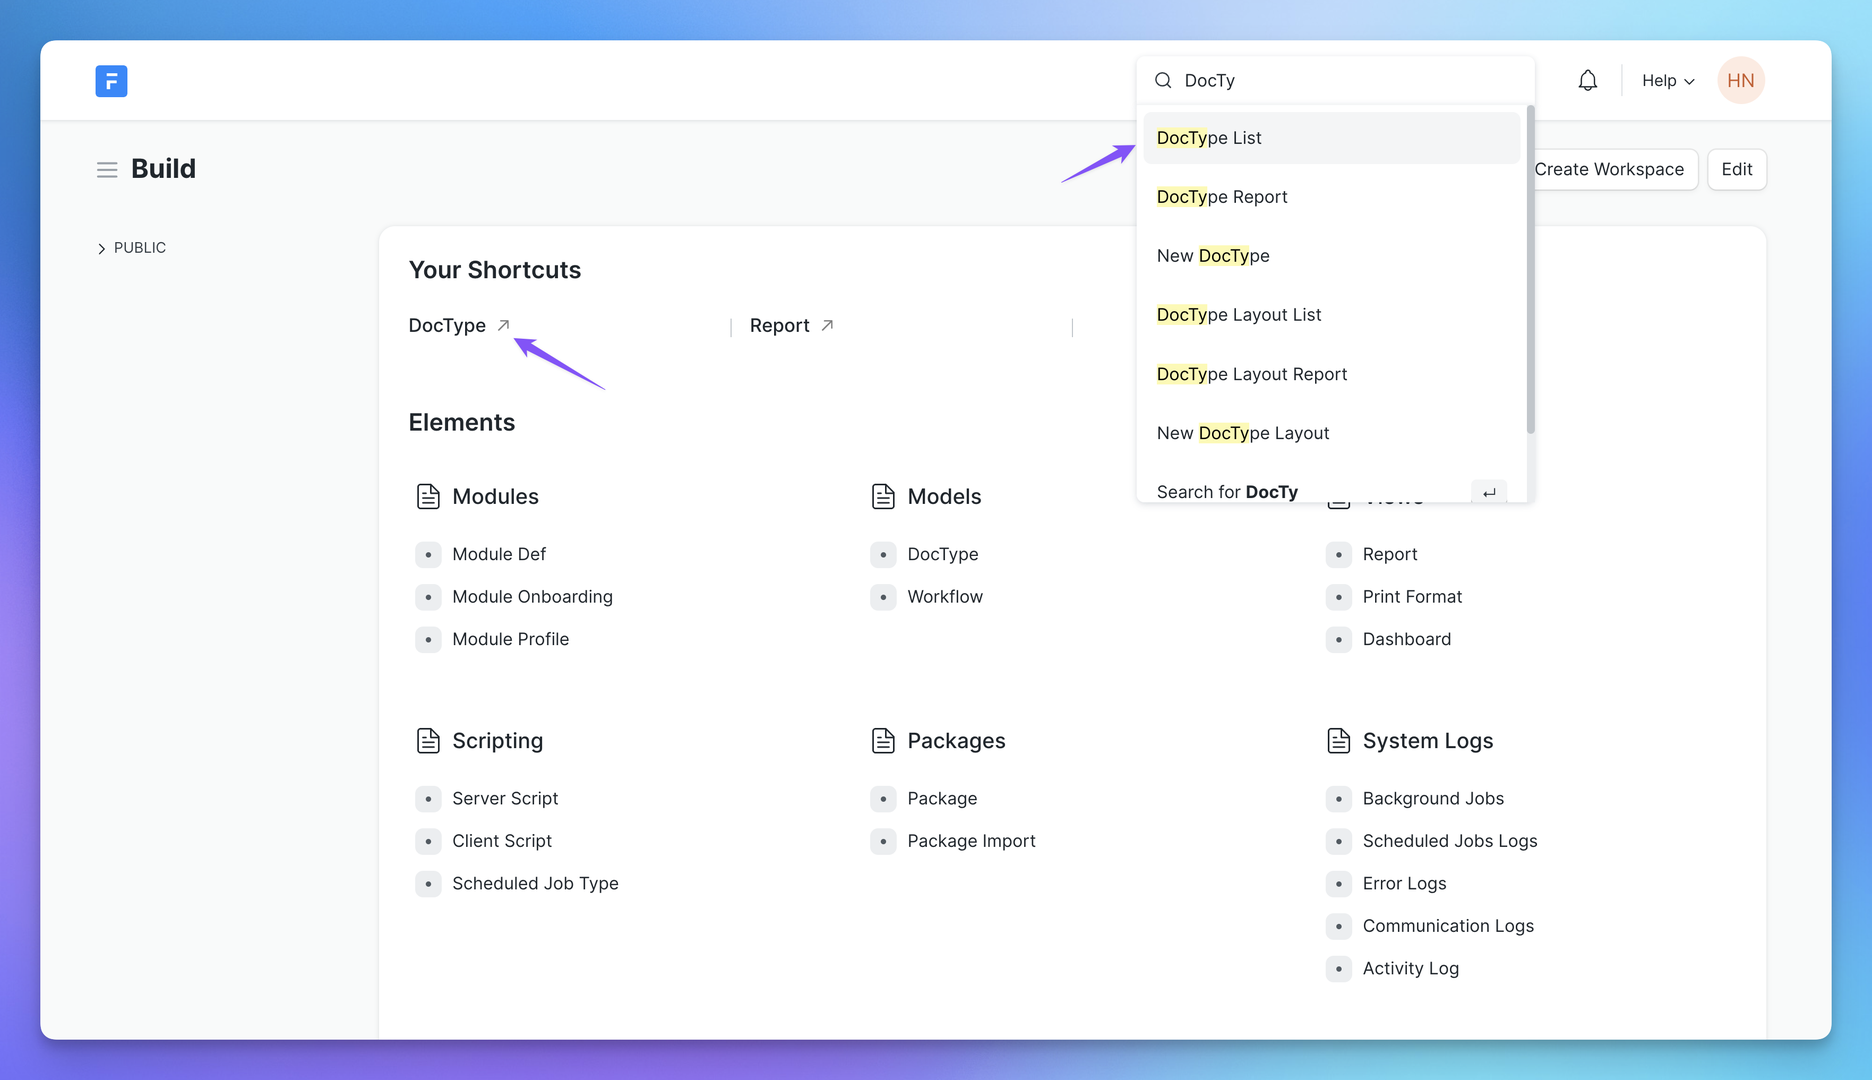 F
DocTy
Help
HN
DocType List
DocType Report
New DocType
DocType Layout List
DocType Layout Report
New DocType Layout
Search for DocTy
Build
Create Workspace
Edit
PUBLIC
Your Shortcuts
DocType
Report
Elements
Modules
Module Def
Module Onboarding
Module Profile
Models
DocType
Workflow
Report
Print Format
Dashboard
Scripting
Server Script
Client Script
Scheduled Job Type
Packages
Package
Package Import
System Logs
Background Jobs
Scheduled Jobs Logs
Error Logs
Communication Logs
Activity Log